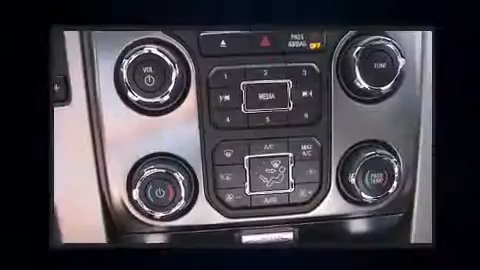 VOL
PASS
AIRBAG OFF
TUNE
1 2 3
MEDIA
4 5 6
A/C MAX
A/C
AUTO
PASS
TEMP